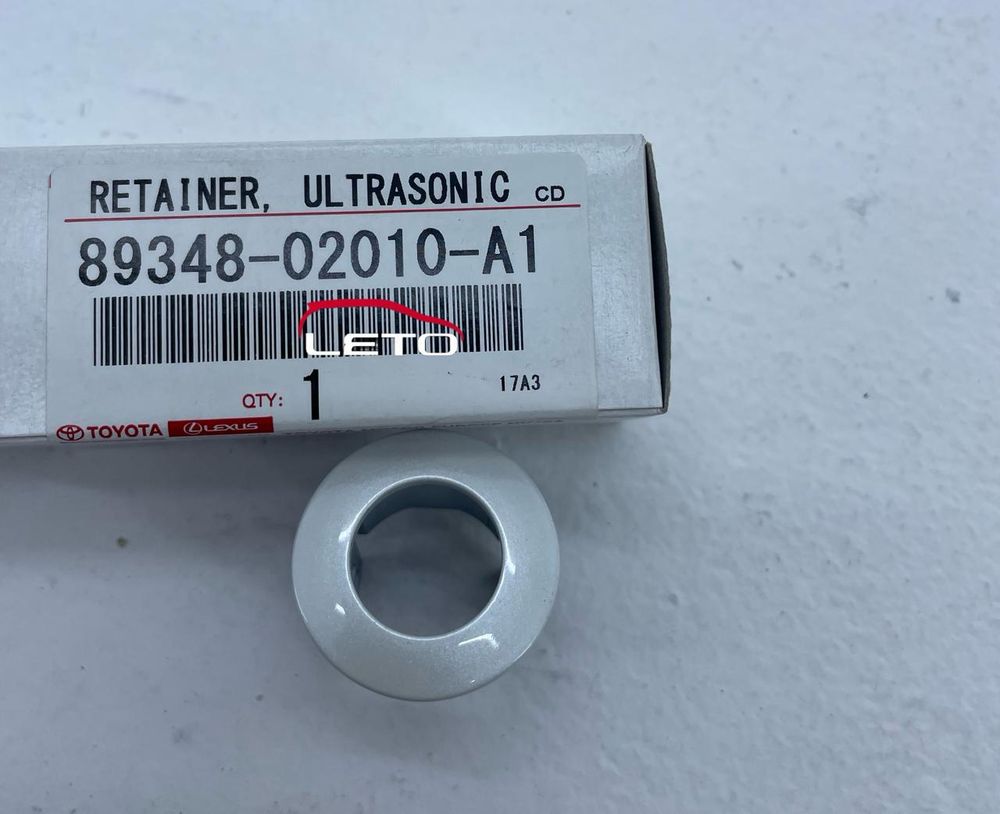 RETAINER, ULTRASONIC CD
89348-02010-A1
LETO
QTY: 1
17A3
TOYOTA LEXUS